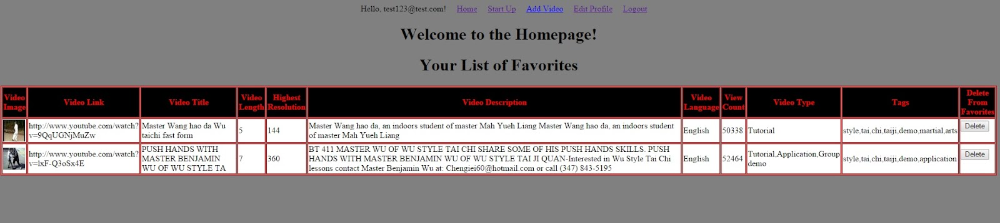 Hello, test123@test.com! Home Start Up Add Video Edit Profile Logout
Welcome to the Homepage!
Your List of Favorites
Video Image Video Link Video Title Video Length Highest Resolution Video Description Video Language View Count Video Type Tags Delete From Favorites
http://www.youtube.com/watch?
v=9QqUGNjMuZw
Master Wang hao da Wu
taichi fast form
5
144
Master Wang hao da, an indoors student of master Mah Yueh Liang Master Wang hao da, an indoors student
of master Mah Yueh Liang
English
50338
Tutorial
style,tai,chi,taiji,demo,martial,arts
Delete
http://www.youtube.com/watch?
v=lxF-Q3oSx4E
PUSH HANDS WITH
MASTER BENJAMIN
WU OF WU STYLE TA
7
360
BT 411 MASTER WU OF WU STYLE TAI CHI SHARE SOME OF HIS PUSH HANDS SKILLS. PUSH
HANDS WITH MASTER BENJAMIN WU OF WU STYLE TAI JI QUAN-Interested in Wu Style Tai Chi
lessons contact Master Benjamin Wu at: Chengiei60@hotmail.com or call (347) 843-5195
English
52464
Tutorial,Application,Group
demo
style,tai,chi,taiji,demo,application
Delete